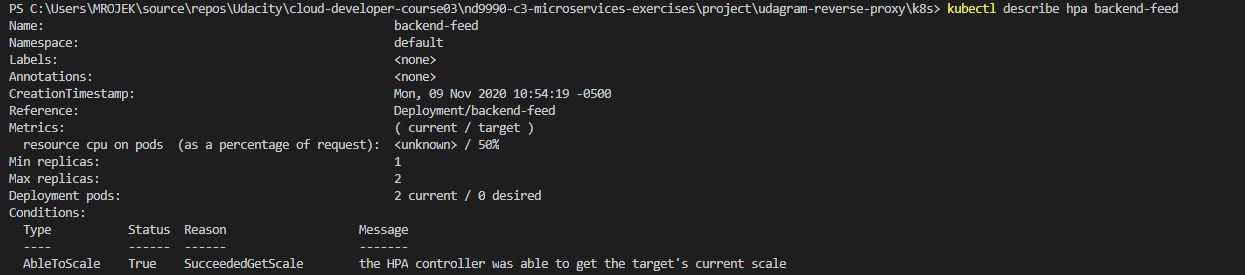 PS C:\Users\MROJEK\source\repos\Udacity\cloud-developer-course03\nd9990-c3-microservices-exercises\project\udagram-reverse-proxy\k8s> kubectl describe hpa backend-feed
Name: backend-feed
Namespace: default
Labels: <none>
Annotations: <none>
CreationTimestamp: Mon, 09 Nov 2020 10:54:19 -0500
Reference: Deployment/backend-feed
Metrics: ( current / target )
  resource cpu on pods  (as a percentage of request): <unknown> / 50%
Min replicas: 1
Max replicas: 2
Deployment pods: 2 current / 0 desired
Conditions:
  Type          Status  Reason             Message
  ----          ------  ------             -------
  AbleToScale   True    SucceededGetScale  the HPA controller was able to get the target's current scale